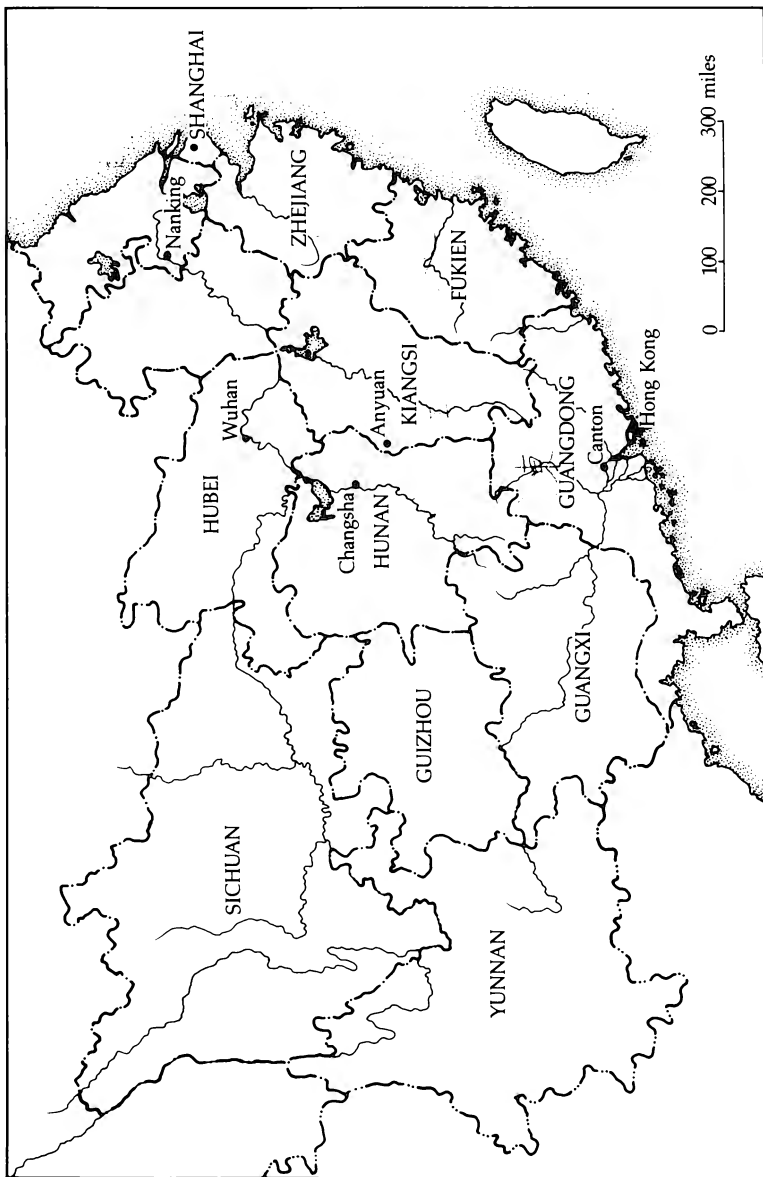 SHANGHAI
Nanking
ZHEJIANG
HUBEI
Wuhan
Anyuan
KIANGSI
FUKIEN
SICHUAN
Changsha
HUNAN
GUIZHOU
GUANGDONG
Canton
Hong Kong
GUANGXI
YUNNAN
0 100 200 300 miles